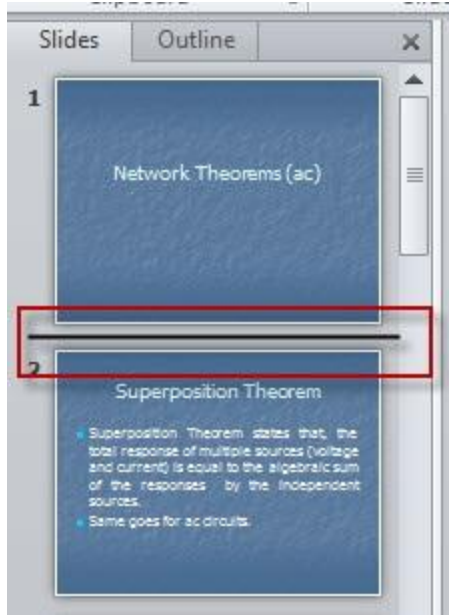 Slides Outline
1
Network Theorems (ac)
2
Superposition Theorem
Superposition Theorem states that, the
total response of multiple sources (voltage
and current) is equal to the algebraic sum
of the responses by the independent
sources.
Same goes for ac circuits.